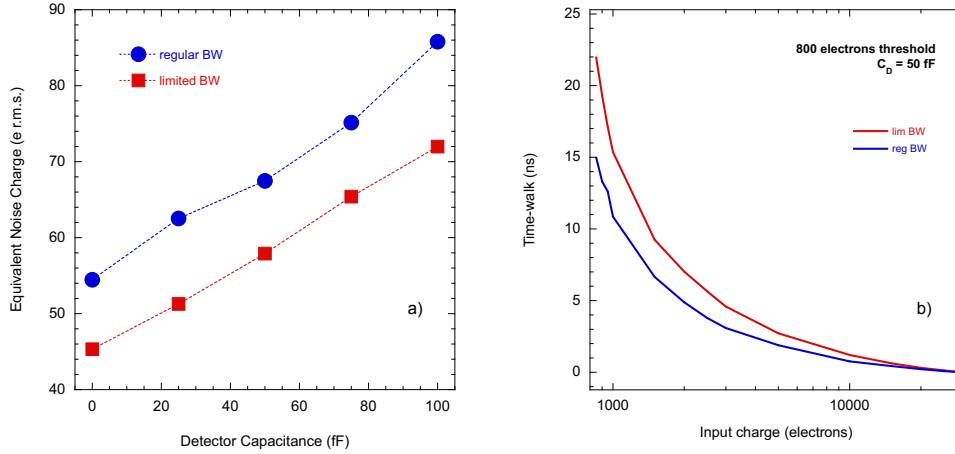 90
80
70
60
50
40
0
20
40
60
80
100
Equivalent Noise Charge (e r.m.s.)
Detector Capacitance (fF)
regular BW
limited BW
a)
25
20
15
10
5
0
1000
10000
Time-walk (ns)
Input charge (electrons)
800 electrons threshold
C_D = 50 fF
lim BW
reg BW
b)